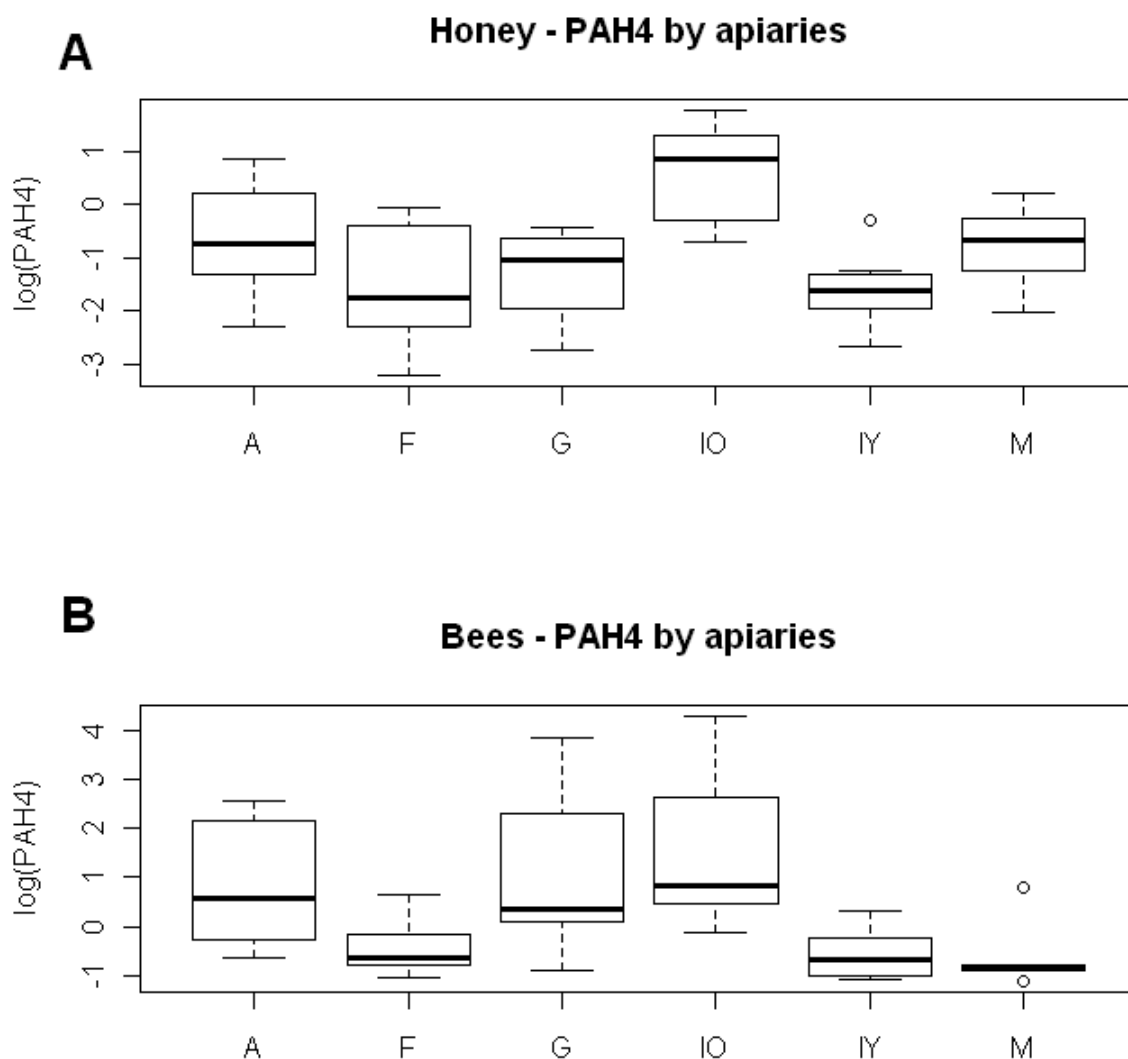 A
Honey - PAH4 by apiaries
log(PAH4)
1
0
-1
-2
-3
A F G IO IY M
B
Bees - PAH4 by apiaries
log(PAH4)
4
3
2
1
0
-1
A F G IO IY M